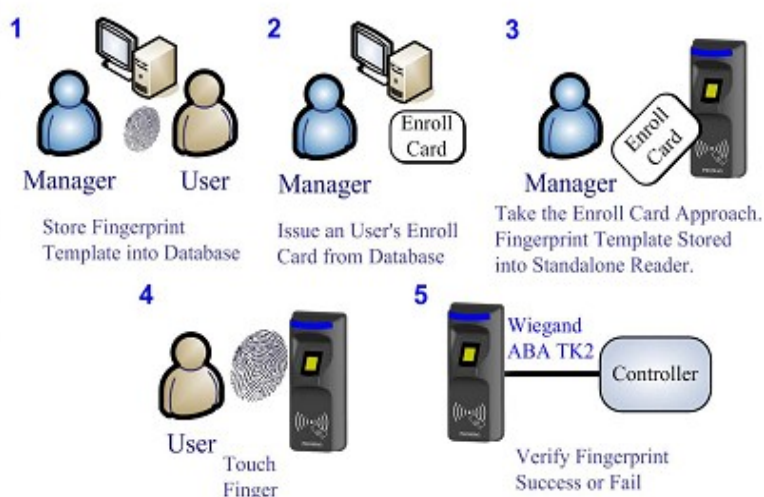 1
Manager
User
Store Fingerprint
Template into Database
2
Enroll
Card
Manager
Issue an User's Enroll
Card from Database
3
Enroll
Card
Manager
Take the Enroll Card Approach.
Fingerprint Template Stored
into Standalone Reader.
4
User
Touch
Finger
5
Wiegand
ABA TK2
Controller
Verify Fingerprint
Success or Fail